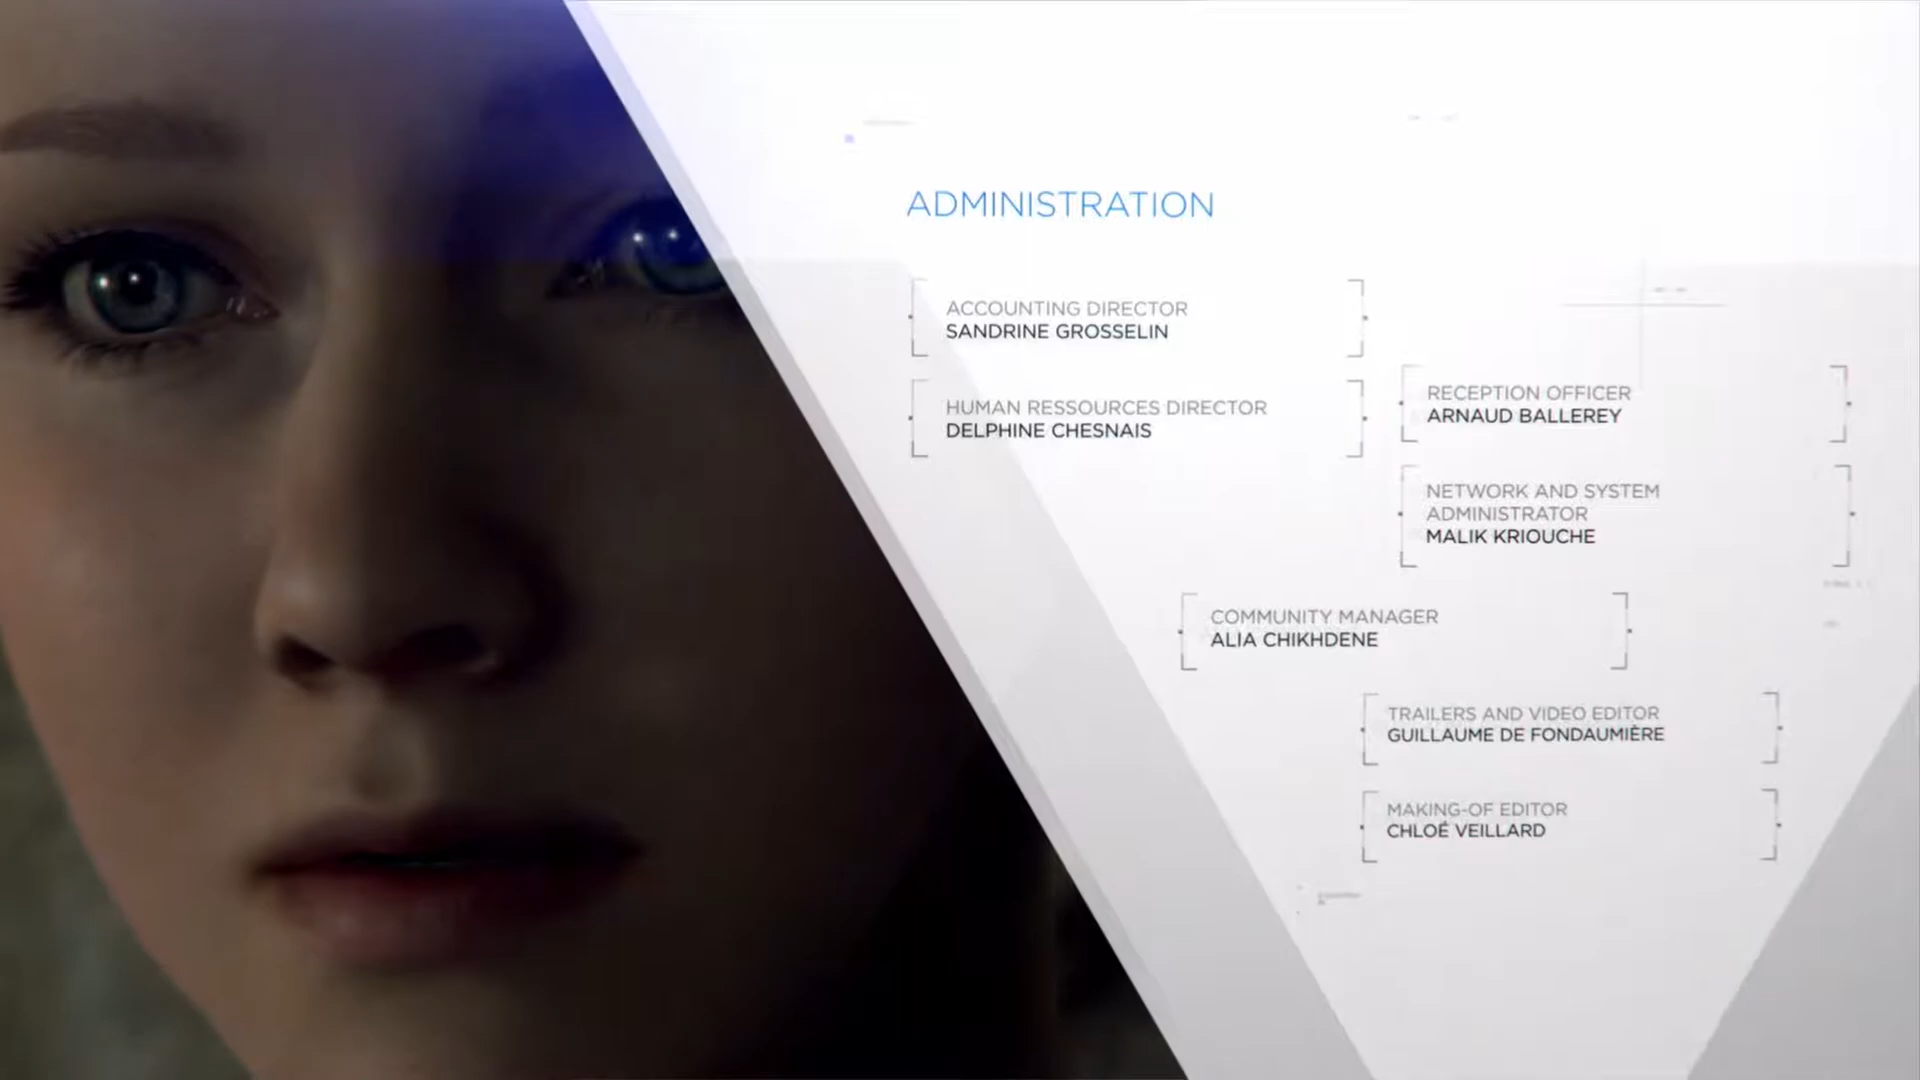 ADMINISTRATION
ACCOUNTING DIRECTOR
SANDRINE GROSSELIN
HUMAN RESSOURCES DIRECTOR
DELPHINE CHESNAIS
RECEPTION OFFICER
ARNAUD BALLEREY
NETWORK AND SYSTEM
ADMINISTRATOR
MALIK KRIOUCHE
COMMUNITY MANAGER
ALIA CHIKHDENE
TRAILERS AND VIDEO EDITOR
GUILLAUME DE FONDAUMIÈRE
MAKING-OF EDITOR
CHLOÉ VEILLARD